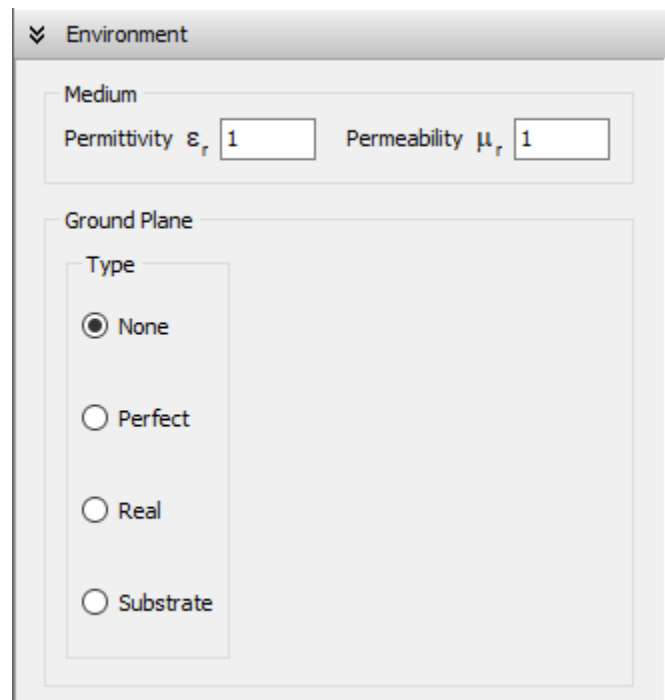 Environment
Medium
Permittivity εr 1 Permeability μr 1
Ground Plane
Type
None
Perfect
Real
Substrate